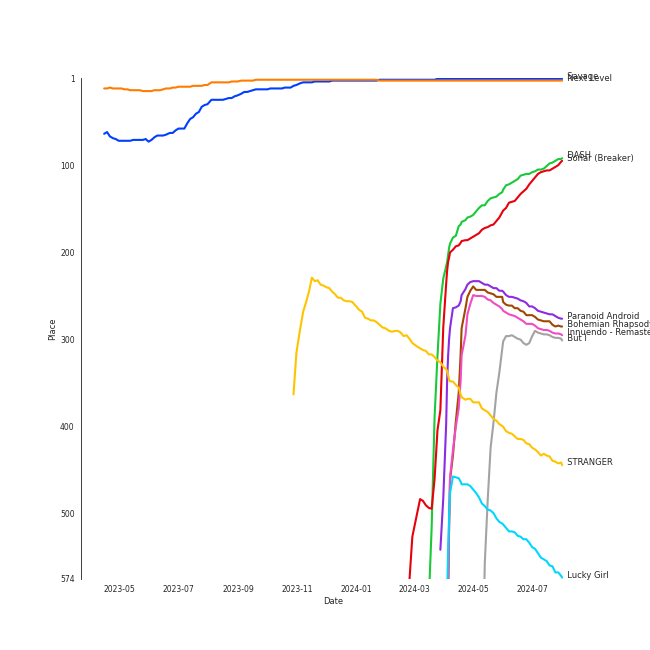 Savage
Next Level
DASH
Sonar (Breaker)
Paranoid Android
Bohemian Rhapsod
Innuendo - Remaste
But I
STRANGER
Lucky Girl
1
100
200
300
400
500
574
Place
2023-05
2023-07
2023-09
2023-11
2024-01
2024-03
2024-05
2024-07
Date